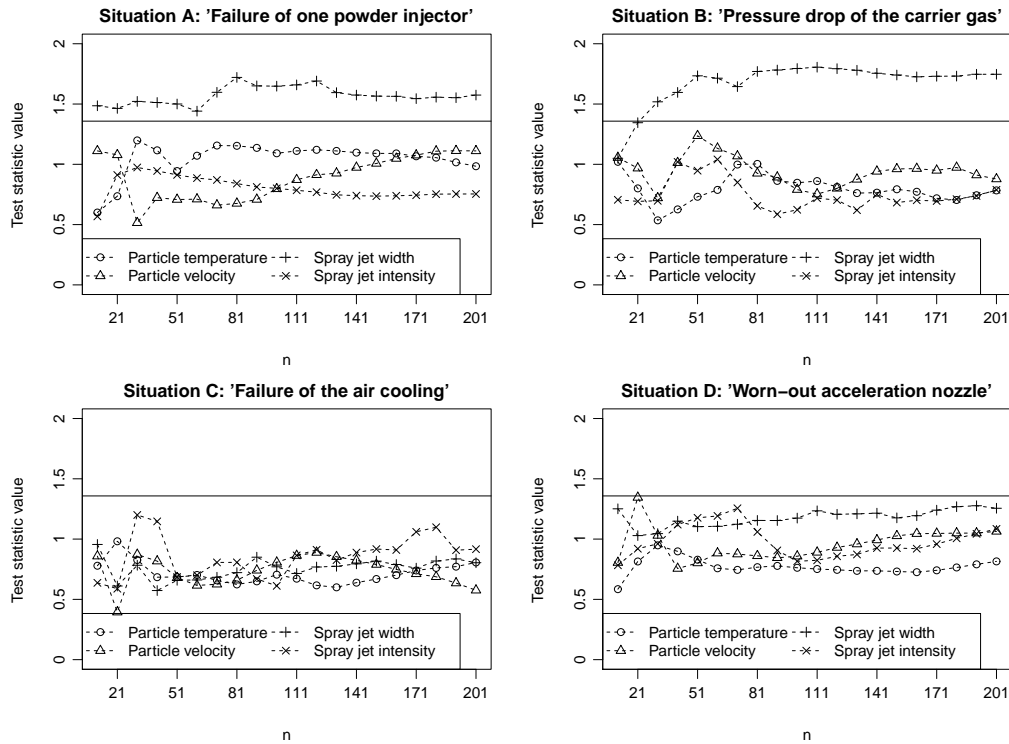 Situation A: ’Failure of one powder injector’
Test statistic value
2
1.5
1
0.5
0
Particle temperature
Spray jet width
Particle velocity
Spray jet intensity
21 51 81 111 141 171 201
n
Situation B: ’Pressure drop of the carrier gas’
Test statistic value
2
1.5
1
0.5
0
Particle temperature
Spray jet width
Particle velocity
Spray jet intensity
21 51 81 111 141 171 201
n
Situation C: ’Failure of the air cooling’
Test statistic value
2
1.5
1
0.5
0
Particle temperature
Spray jet width
Particle velocity
Spray jet intensity
21 51 81 111 141 171 201
n
Situation D: ’Worn−out acceleration nozzle’
Test statistic value
2
1.5
1
0.5
0
Particle temperature
Spray jet width
Particle velocity
Spray jet intensity
21 51 81 111 141 171 201
n